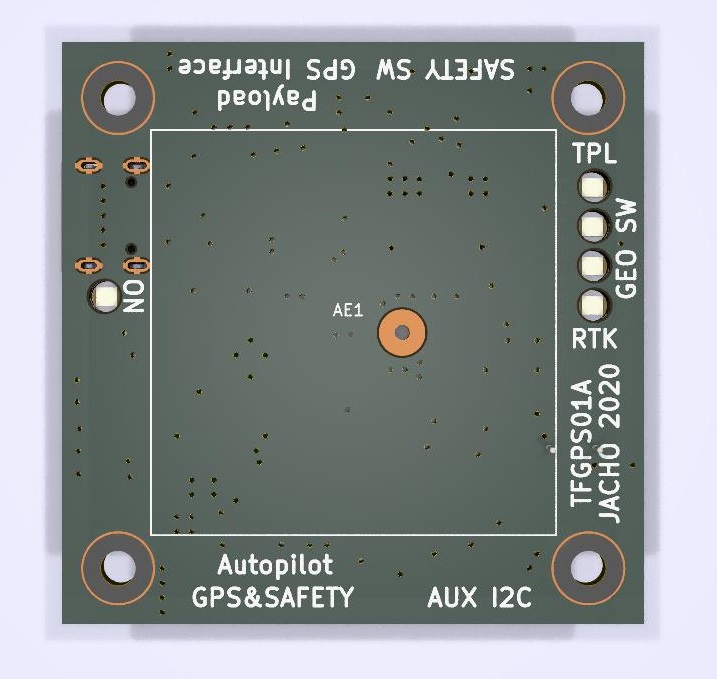 SAFETY SW GPS Interface
Payload
TPL
SW
GEO
ON
AE1
RTK
TFGPS01A
JACHO 2020
Autopilot
GPS&SAFETY
AUX I2C